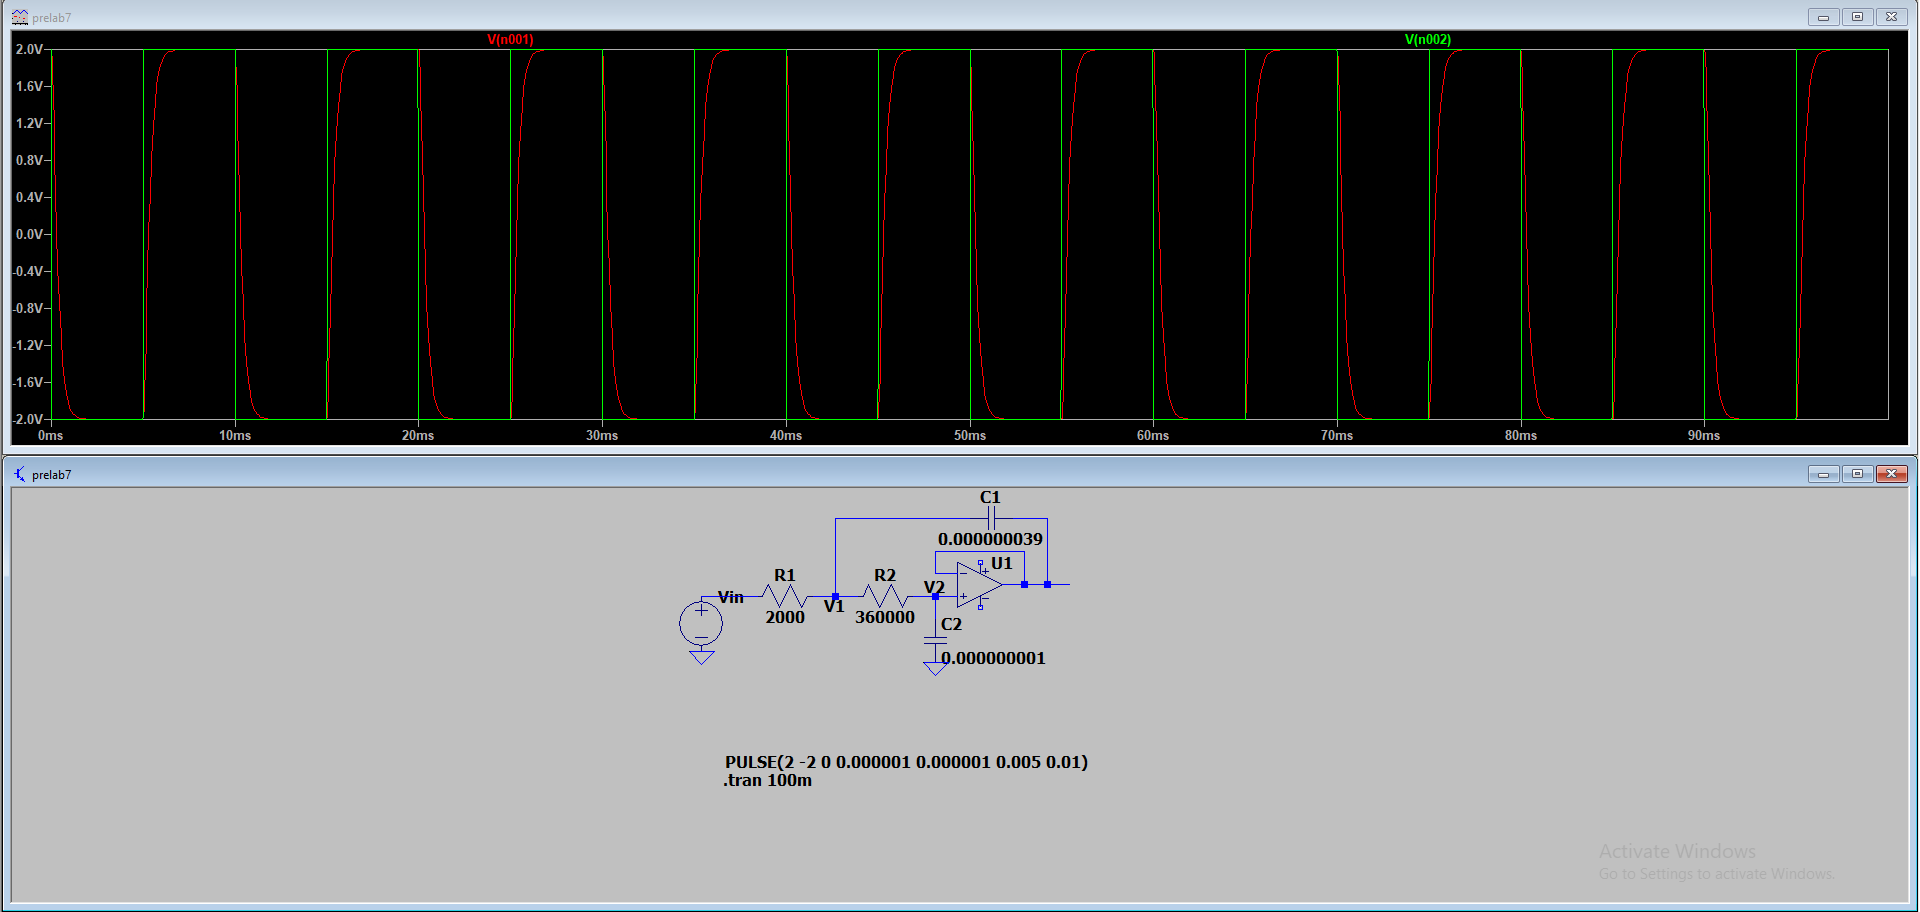 prelab7
V(n001) V(n002)
2.0V
1.6V
1.2V
0.8V
0.4V
0.0V
-0.4V
-0.8V
-1.2V
-1.6V
-2.0V
0ms 10ms 20ms 30ms 40ms 50ms 60ms 70ms 80ms 90ms
prelab7
C1
0.000000039
U1
R1 R2
V2
Vin
V1
2000 360000
C2
0.000000001
PULSE(2 -2 0 0.000001 0.000001 0.005 0.01)
.tran 100m
Activate Windows
Go to Settings to activate Windows.